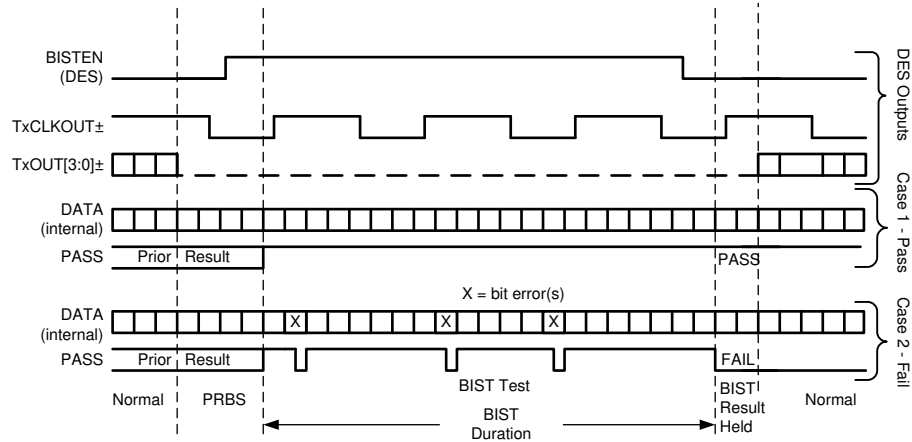 BISTEN
(DES)
TxCLKOUT±
TxOUT[3:0]±
DES Outputs
DATA
(internal)
PASS
Prior Result
PASS
Case 1 - Pass
X = bit error(s)
DATA
(internal)
X
X
X
PASS
Prior Result
FAIL
Case 2 - Fail
Normal
PRBS
BIST Test
BIST
Duration
BIST
Result
Held
Normal